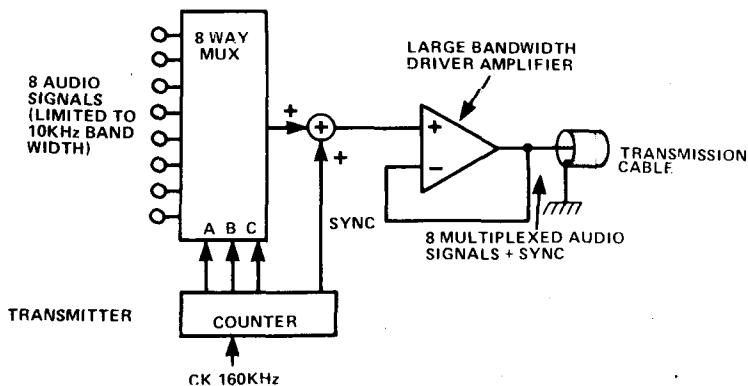 8 WAY
MUX
8 AUDIO
SIGNALS
(LIMITED TO
10KHz BAND
WIDTH)
A B C
+
+
+
SYNC
LARGE BANDWIDTH
DRIVER AMPLIFIER
+
−
TRANSMISSION
CABLE
8 MULTIPLEXED AUDIO
SIGNALS + SYNC
TRANSMITTER
COUNTER
CK 160KHz